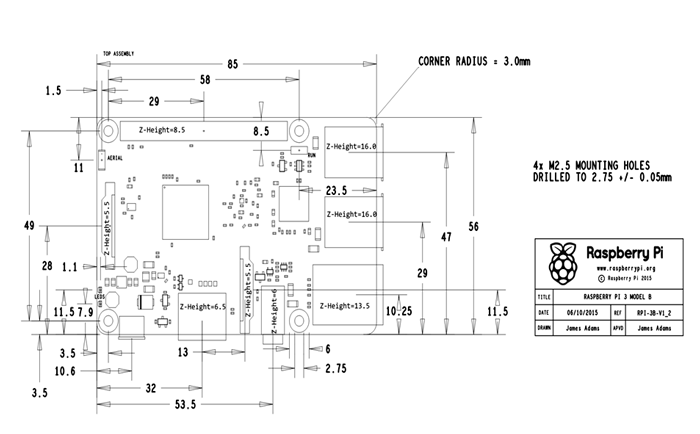 TOP ASSEMBLY
85
CORNER RADIUS = 3.0mm
58
1.5
29
Z-Height=8.5
8.5
Z-Height=16.0
11
AERIAL
RUN
4x M2.5 MOUNTING HOLES
DRILLED TO 2.75 +/- 0.05mm
23.5
Z-Height=5.5
Z-Height=16.0
49
56
47
28
29
1.1
Z-Height=5.5
Raspberry Pi
www.raspberrypi.org
© Raspberry Pi 2015
LEDS
Z-Height=6
Z-Height=6.5
Z-Height=13.5
11.5
7.9
10.25
11.5
TITLE RASPBERRY PI 3 MODEL B
DATE 06/10/2015 REF RPI-3B-V1_2
DRAWN James Adams APVD James Adams
3.5
13
6
3.5
10.6
2.75
32
53.5